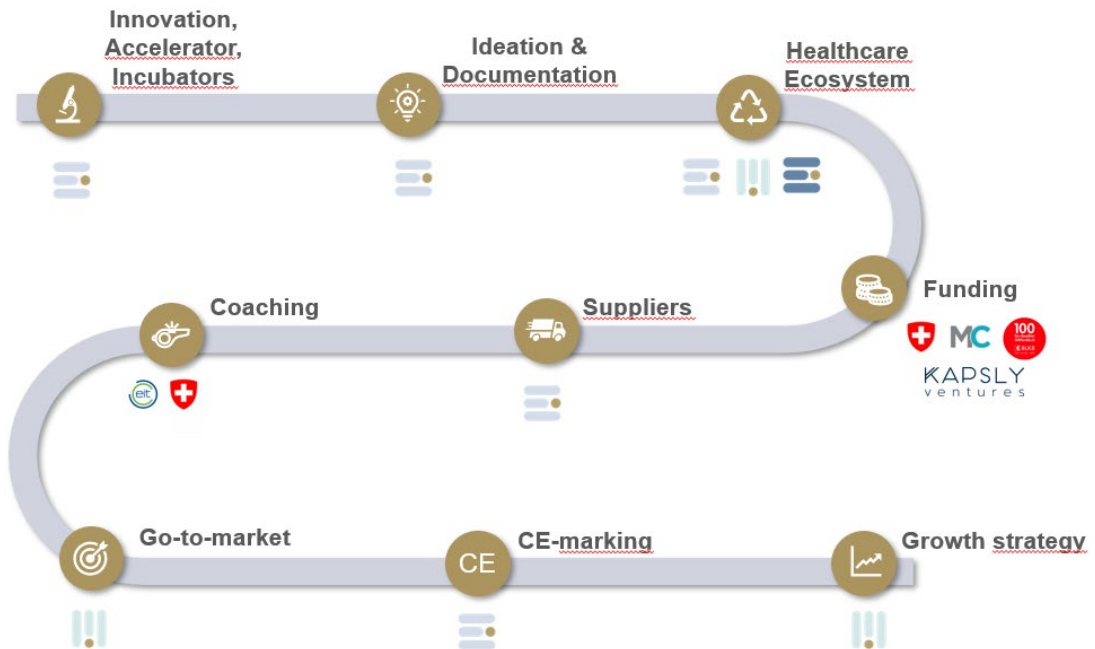 Innovation,
Accelerator,
Incubators
Ideation &
Documentation
Healthcare
Ecosystem
Funding
MC
100
KAPSLY
ventures
Suppliers
Coaching
eit
Go-to-market
CE-marking
CE
Growth strategy